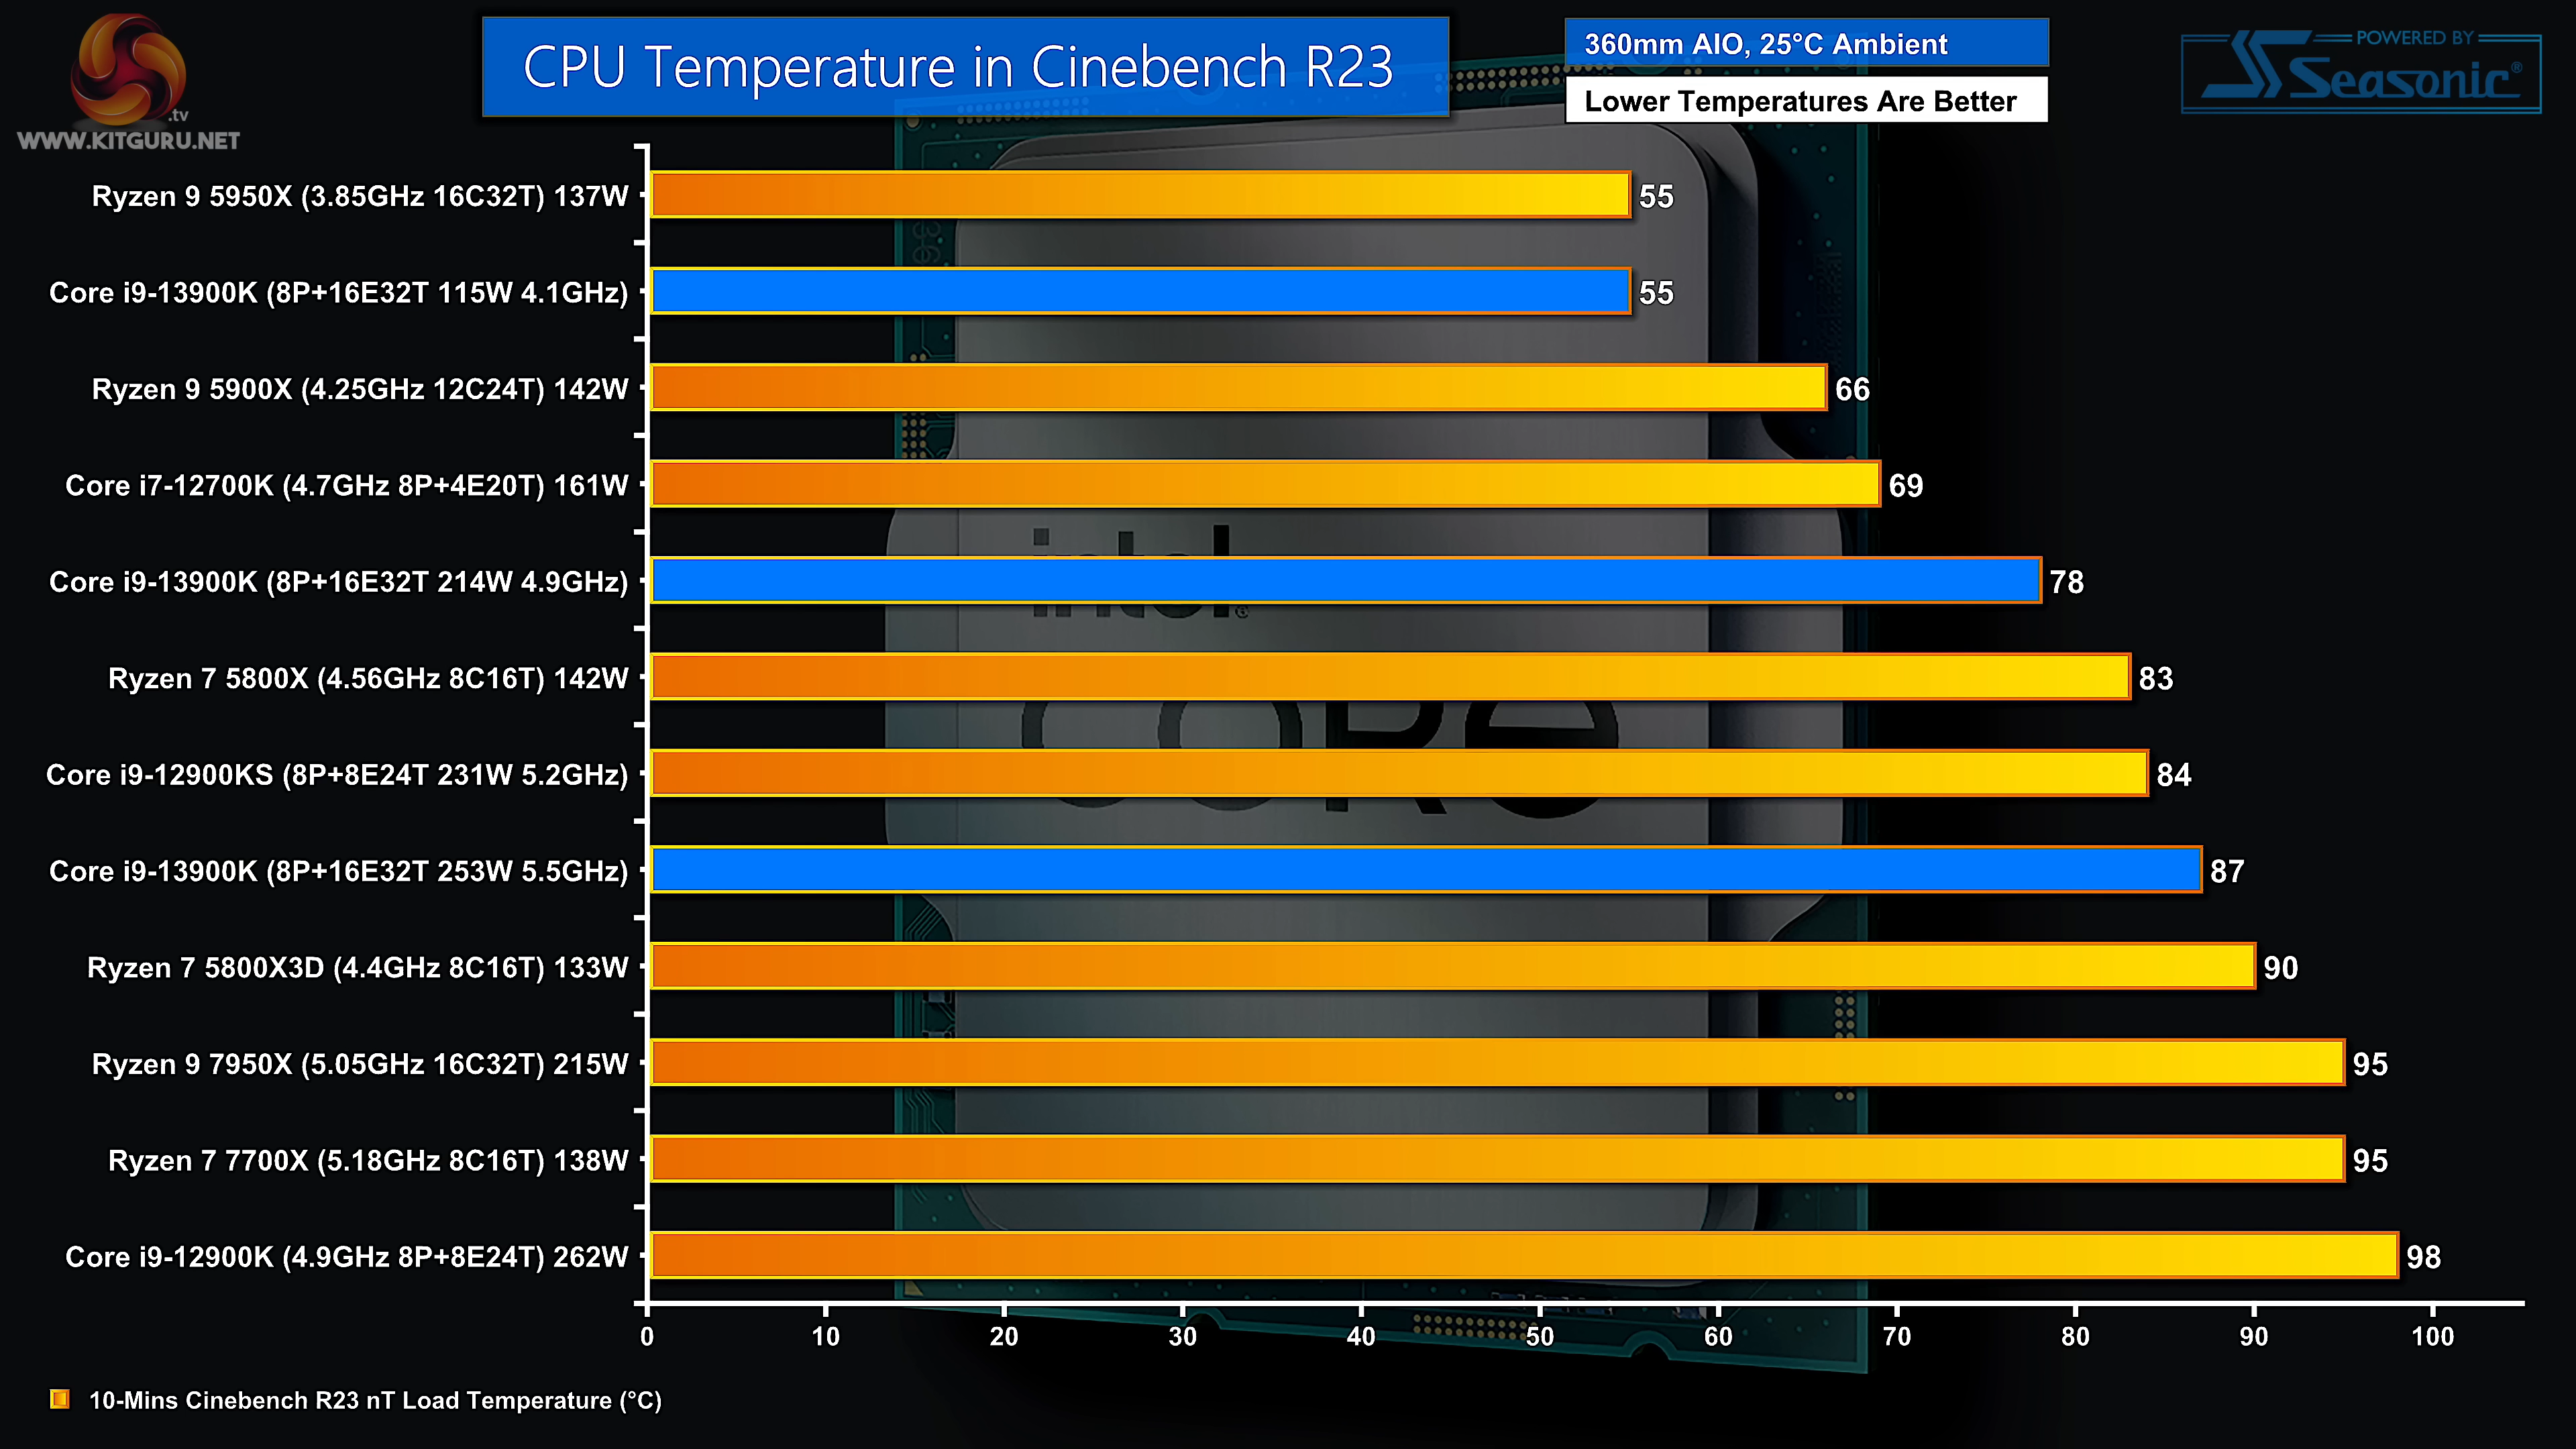 .tv
WWW.KITGURU.NET
CPU Temperature in Cinebench R23
360mm AIO, 25°C Ambient
Lower Temperatures Are Better
POWERED BY
Seasonic®
Ryzen 9 5950X (3.85GHz 16C32T) 137W 55
Core i9-13900K (8P+16E32T 115W 4.1GHz) 55
Ryzen 9 5900X (4.25GHz 12C24T) 142W 66
Core i7-12700K (4.7GHz 8P+4E20T) 161W 69
Core i9-13900K (8P+16E32T 214W 4.9GHz) 78
intel®
Ryzen 7 5800X (4.56GHz 8C16T) 142W 83
CORE
Core i9-12900KS (8P+8E24T 231W 5.2GHz) 84
Core i9-13900K (8P+16E32T 253W 5.5GHz) 87
Ryzen 7 5800X3D (4.4GHz 8C16T) 133W 90
Ryzen 9 7950X (5.05GHz 16C32T) 215W 95
Ryzen 7 7700X (5.18GHz 8C16T) 138W 95
Core i9-12900K (4.9GHz 8P+8E24T) 262W 98
0 10 20 30 40 50 60 70 80 90 100
10-Mins Cinebench R23 nT Load Temperature (°C)